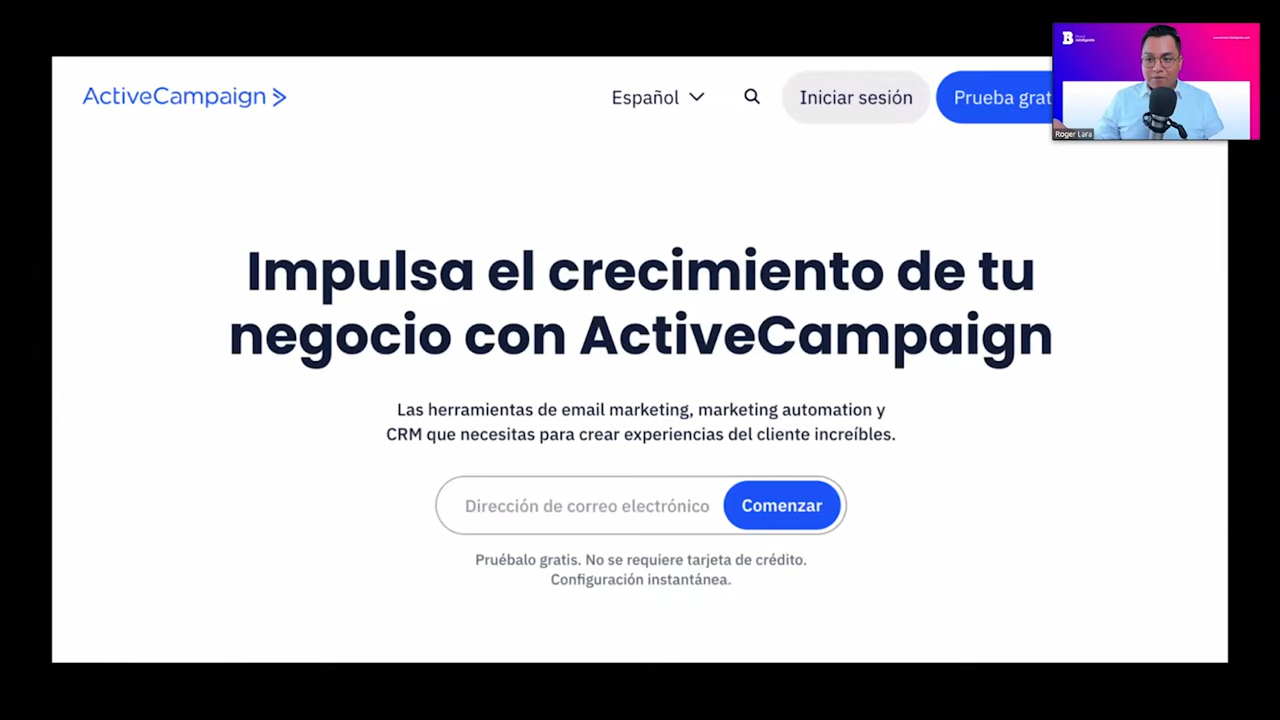 ActiveCampaign
Español
Iniciar sesión
Prueba grat
Roger Lara
Impulsa el crecimiento de tu
negocio con ActiveCampaign
Las herramientas de email marketing, marketing automation y
CRM que necesitas para crear experiencias del cliente increíbles.
Dirección de correo electrónico
Comenzar
Pruébalo gratis. No se requiere tarjeta de crédito.
Configuración instantánea.